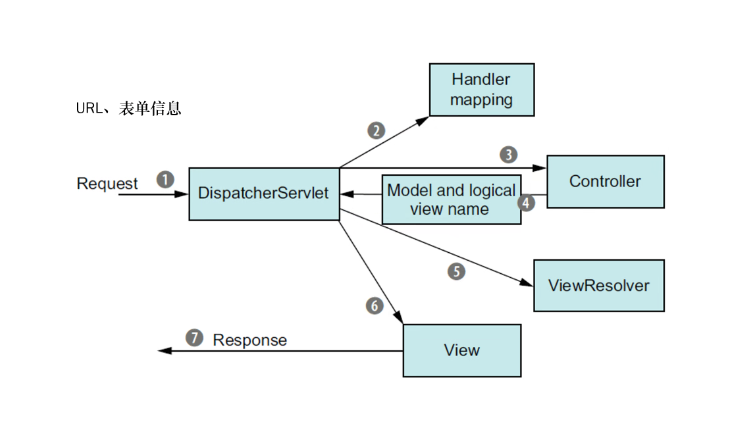 Handler
mapping
URL、表单信息
2
3
Request
1
DispatcherServlet
Model and logical
view name
4
Controller
5
ViewResolver
6
7
Response
View